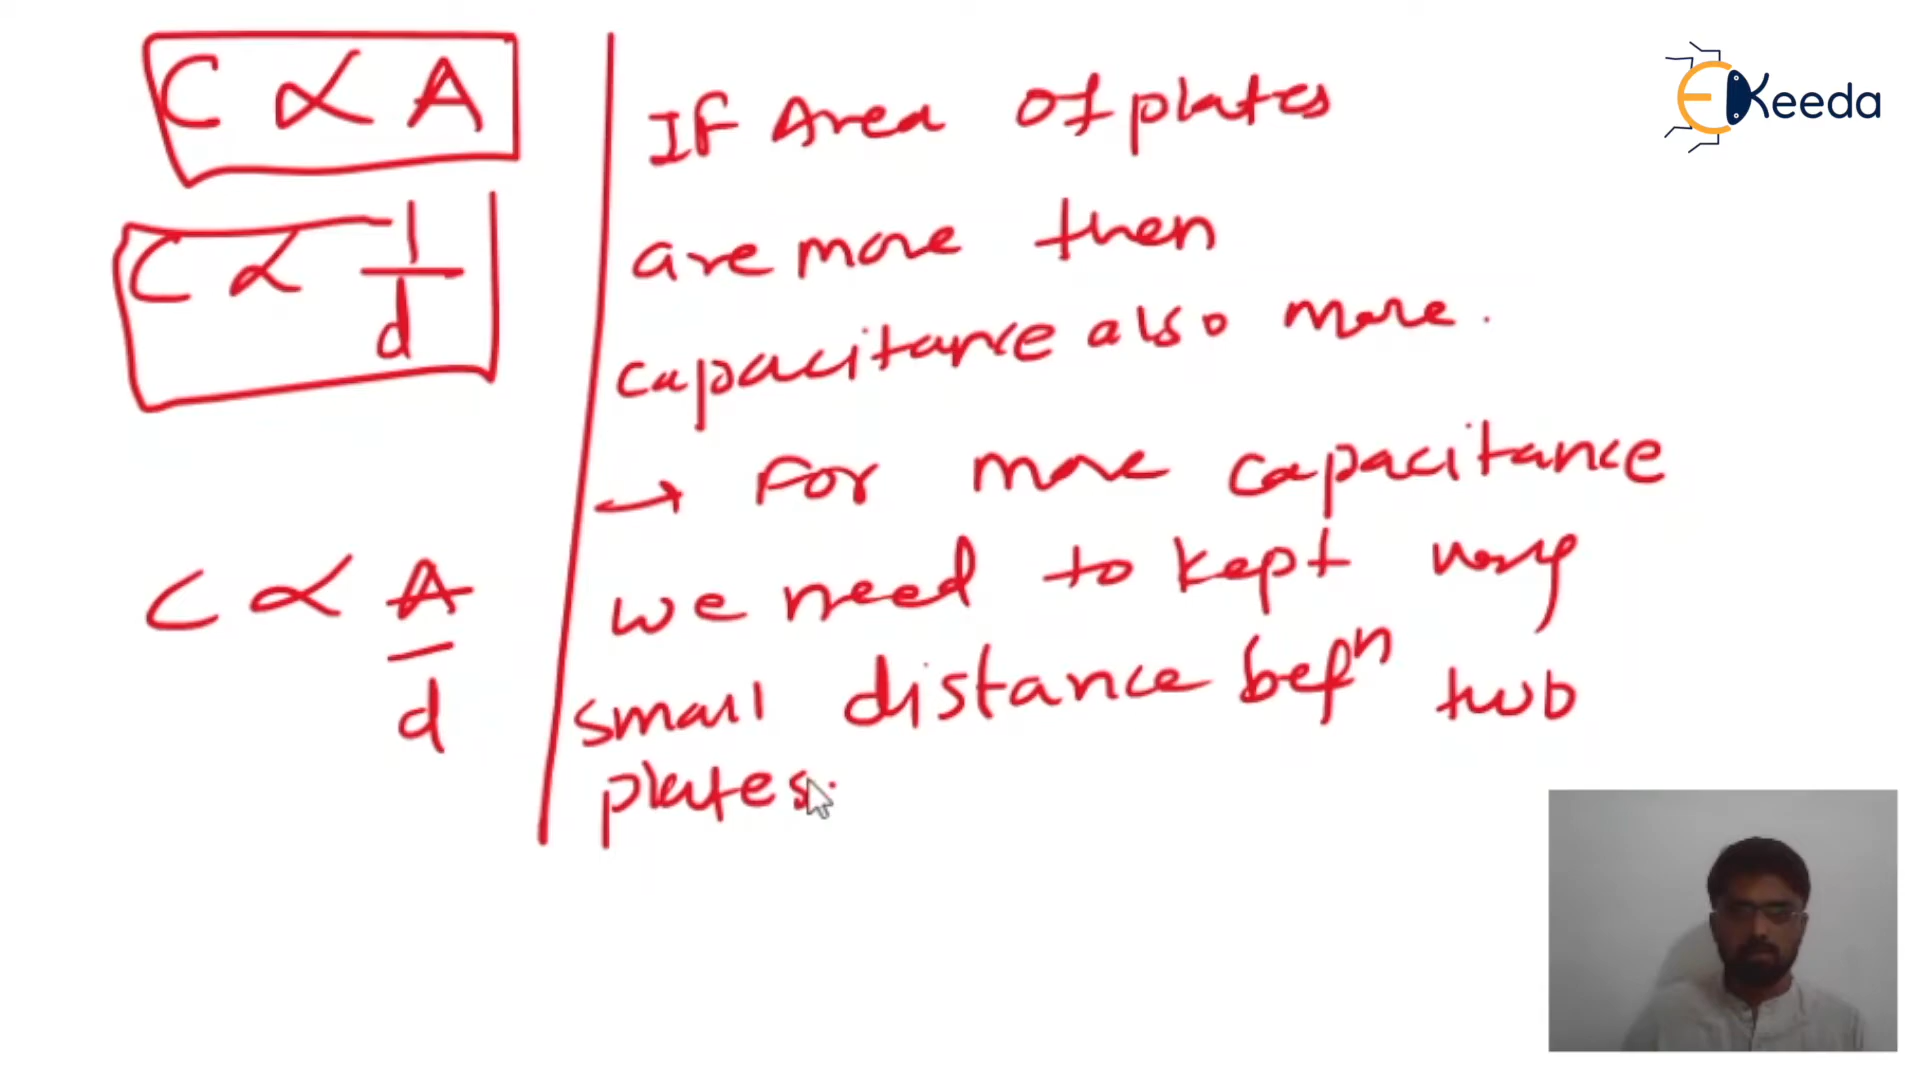 C ∝ A
C ∝ 1/d
C ∝ A/d
If Area Of plates
are more then
capacitance also more.
→ For more capacitance
we need to kept very
small distance betn two
plates.
EKeeda